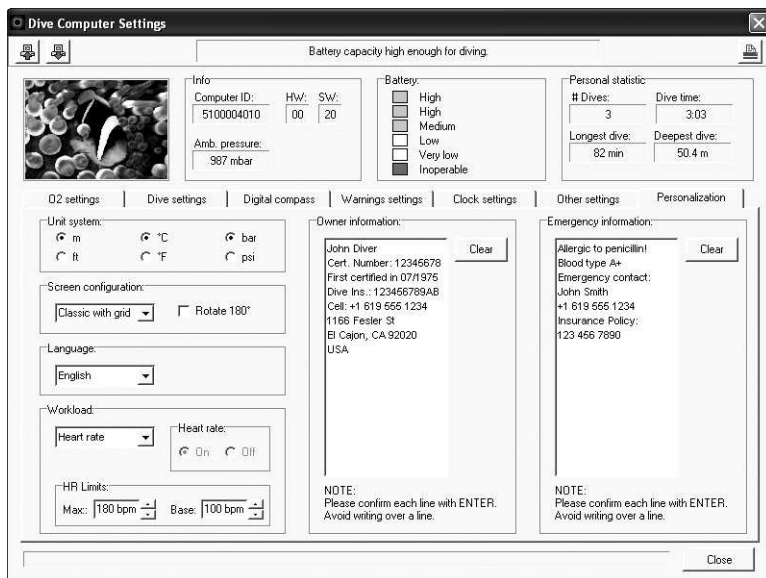 Dive Computer Settings
Battery capacity high enough for diving.
Info
Computer ID: HW: SW:
5100004010 00 20
Amb. pressure:
987 mbar
Battery:
High
High
Medium
Low
Very low
Inoperable
Personal statistic
# Dives: Dive time:
3 3:03
Longest dive: Deepest dive:
82 min 50.4 m
O2 settings Dive settings Digital compass Warnings settings Clock settings Other settings Personalization
Unit system:
m °C bar
ft °F psi
Screen configuration:
Classic with grid Rotate 180°
Language:
English
Workload:
Heart rate
Heart rate:
On Off
HR Limits:
Max:: 180 bpm Base: 100 bpm
Owner information:
John Diver
Cert. Number: 12345678
First certified in 07/1975
Dive Ins.: 123456789AB
Cell: +1 619 555 1234
1166 Fesler St
El Cajon, CA 92020
USA
Clear
NOTE:
Please confirm each line with ENTER.
Avoid writing over a line.
Emergency information:
Allergic to penicillin!
Blood type A+
Emergency contact:
John Smith
+1 619 555 1234
Insurance Policy:
123 456 7890
Clear
NOTE:
Please confirm each line with ENTER.
Avoid writing over a line.
Close